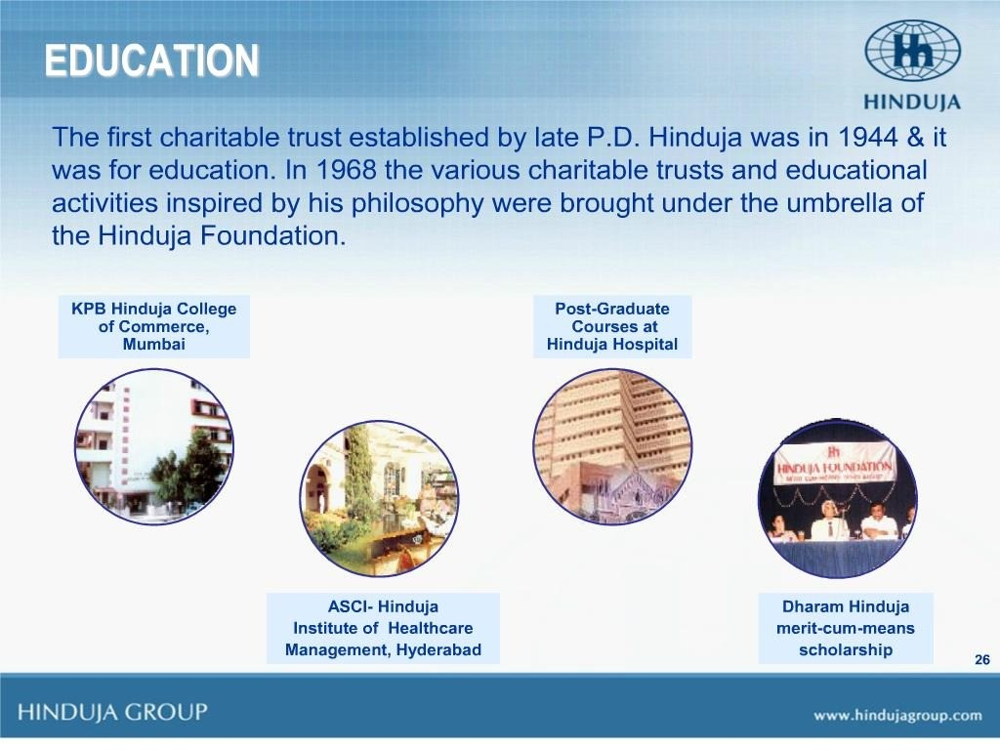 EDUCATION
Hh
HINDUJA
The first charitable trust established by late P.D. Hinduja was in 1944 & it
was for education. In 1968 the various charitable trusts and educational
activities inspired by his philosophy were brought under the umbrella of
the Hinduja Foundation.
KPB Hinduja College
of Commerce,
Mumbai
Post-Graduate
Courses at
Hinduja Hospital
HINDUJA FOUNDATION
ASCI- Hinduja
Institute of Healthcare
Management, Hyderabad
Dharam Hinduja
merit-cum-means
scholarship
26
HINDUJA GROUP
www.hindujagroup.com